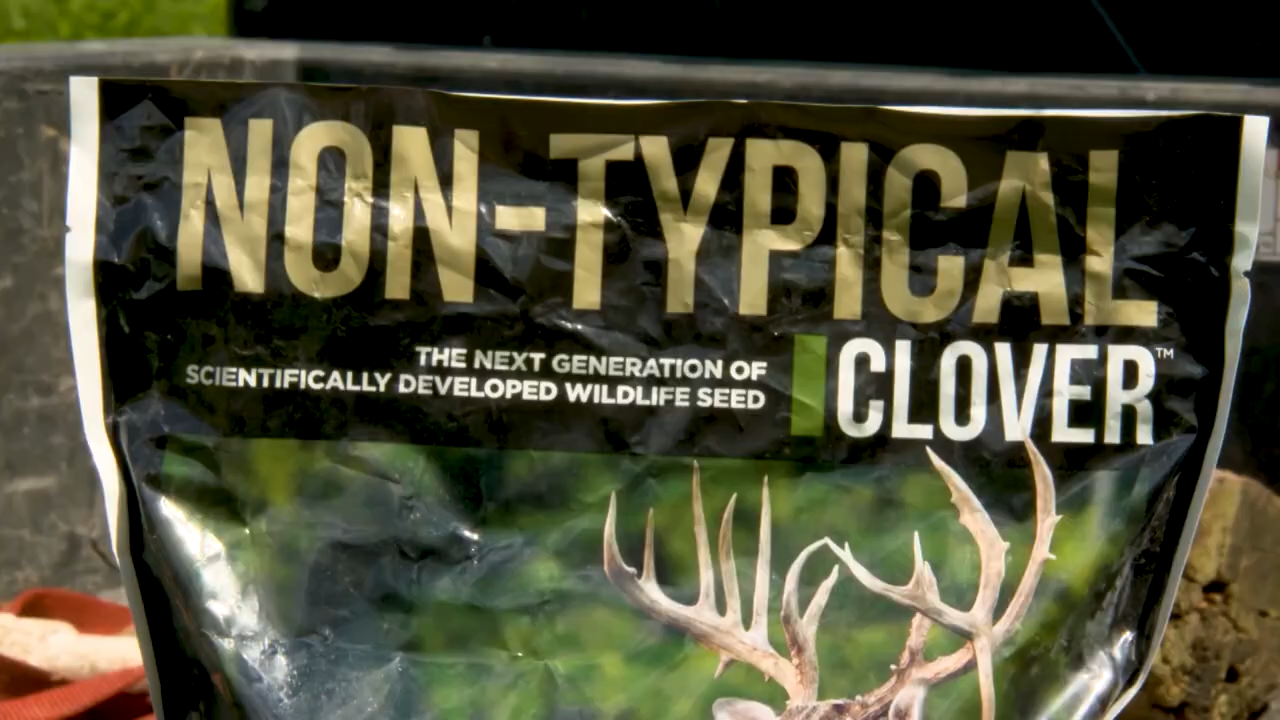 NON-TYPICAL
THE NEXT GENERATION OF
SCIENTIFICALLY DEVELOPED WILDLIFE SEED
CLOVER™